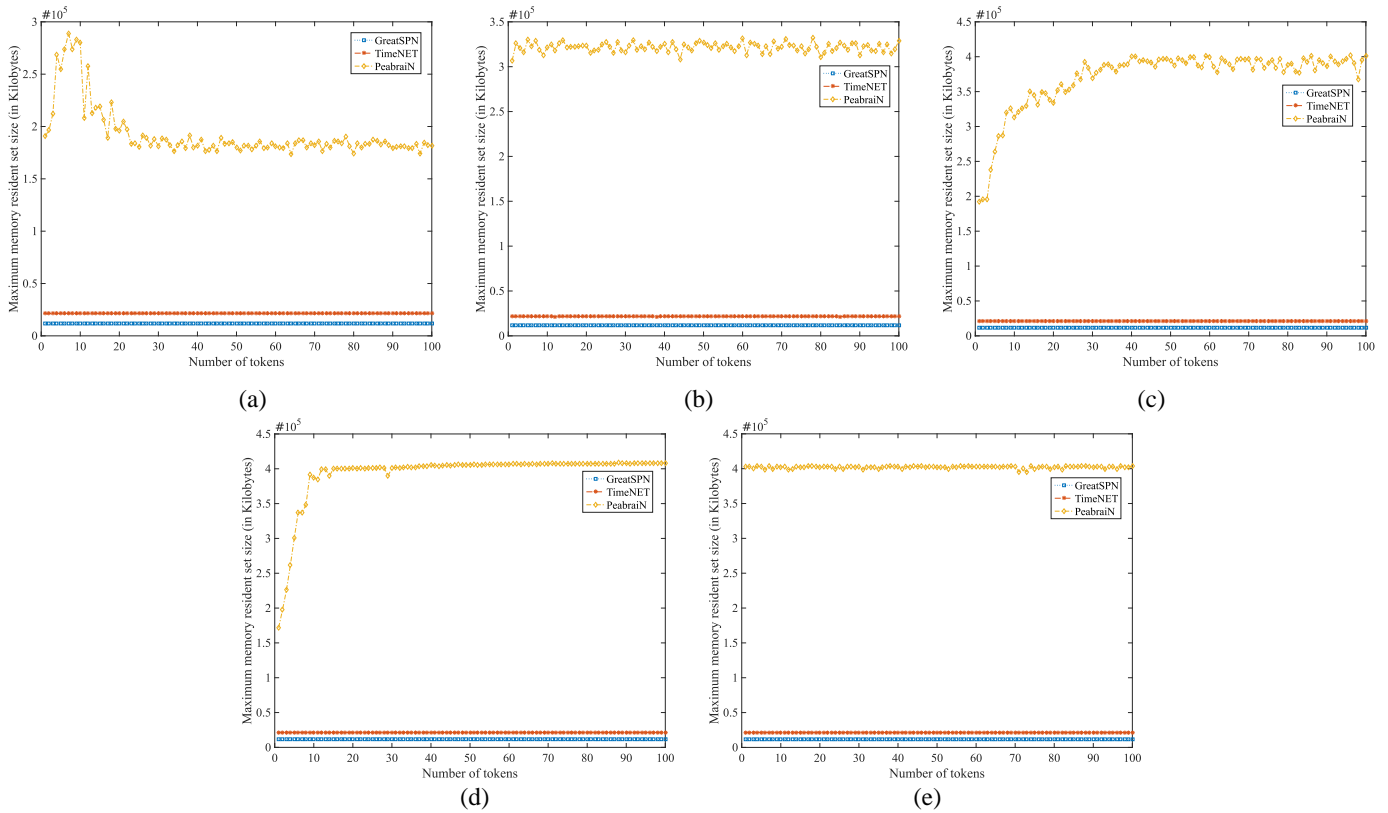 #10^5
3
2.5
2
1.5
1
0.5
0
Maximum memory resident set size (in Kilobytes)
GreatSPN
TimeNET
PeabraiN
0 10 20 30 40 50 60 70 80 90 100
Number of tokens
(a)
#10^5
3.5
3
2.5
2
1.5
1
0.5
0
Maximum memory resident set size (in Kilobytes)
GreatSPN
TimeNET
PeabraiN
0 10 20 30 40 50 60 70 80 90 100
Number of tokens
(b)
#10^5
4.5
4
3.5
3
2.5
2
1.5
1
0.5
0
Maximum memory resident set size (in Kilobytes)
GreatSPN
TimeNET
PeabraiN
0 10 20 30 40 50 60 70 80 90 100
Number of tokens
(c)
#10^5
4.5
4
3.5
3
2.5
2
1.5
1
0.5
0
Maximum memory resident set size (in Kilobytes)
GreatSPN
TimeNET
PeabraiN
0 10 20 30 40 50 60 70 80 90 100
Number of tokens
(d)
#10^5
4.5
4
3.5
3
2.5
2
1.5
1
0.5
0
Maximum memory resident set size (in Kilobytes)
GreatSPN
TimeNET
PeabraiN
0 10 20 30 40 50 60 70 80 90 100
Number of tokens
(e)